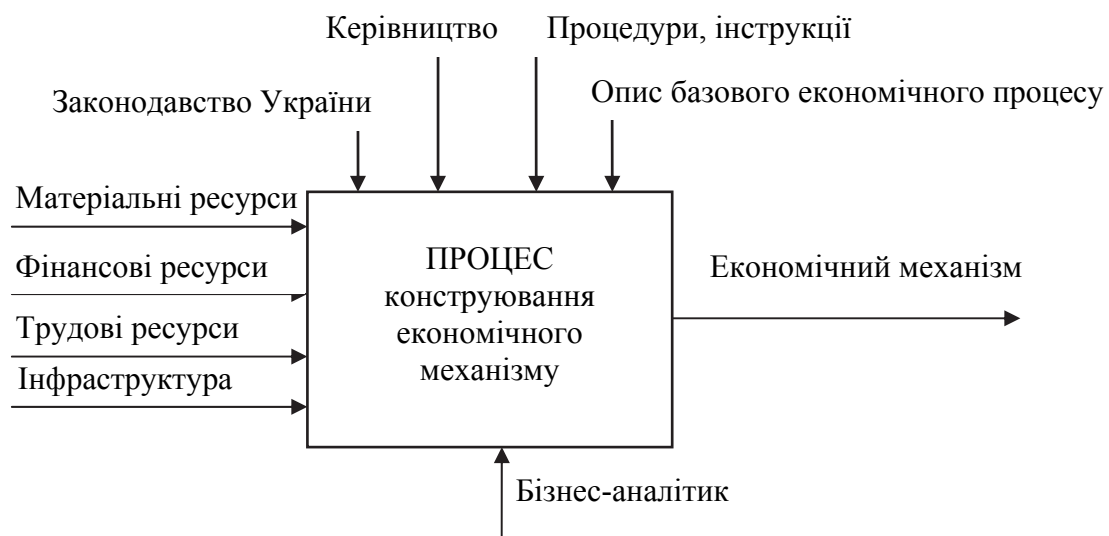 Керівництво
Процедури, інструкції
Законодавство України
Опис базового економічного процесу
Матеріальні ресурси
Фінансові ресурси
Трудові ресурси
Інфраструктура
ПРОЦЕС
конструювання
економічного
механізму
Економічний механізм
Бізнес-аналітик